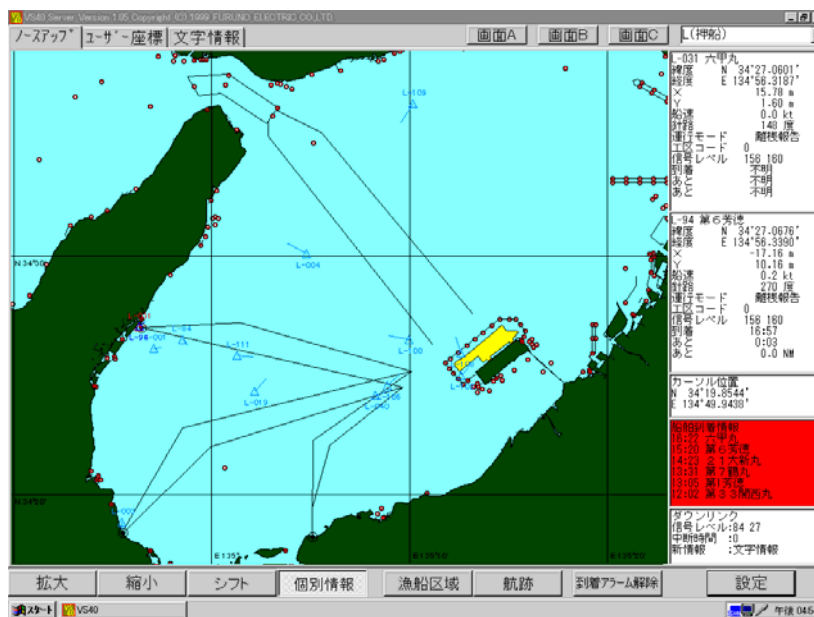 VS40 Server Version 1.05 Copyright (C) 1999 FURUNO ELECTRIC CO.,LTD
ノースアップ ユーザー座標 文字情報 画面A 画面B 画面C L(押船)
L-109
L-004
N 34°30'
L-94
L-111
L-019
N 34°20'
E 135°
E 135°10'
E 135°20'
L-031 六甲丸
緯度 N 34°27.0601'
経度 E 134°56.3187'
X 15.78 m
Y 1.60 m
船速 0.0 kt
針路 148 度
運行モード 離桟報告
工区コード 0
信号レベル 156 160
到着 不明
あと 不明
あと 不明
L-94 第6芳徳
緯度 N 34°27.0676'
経度 E 134°56.3390'
X -17.16 m
Y 10.16 m
船速 0.2 kt
針路 270 度
運行モード 離桟報告
工区コード 0
信号レベル 156 160
到着 16:57
あと 0:03
あと 0.0 NM
カーソル位置
N 34°19.8544'
E 134°49.9438'
船舶到着情報
16:22 六甲丸
15:20 第6芳徳
14:23 21大新丸
13:31 第7鶴丸
13:05 第1芳徳
12:02 第33関西丸
ダウンリンク
信号レベル:84 27
中断時間 :0
新情報 :文字情報
拡大 縮小 シフト 個別情報 漁船区域 航跡 到着アラーム解除 設定
スタート VS40 午後 04:5